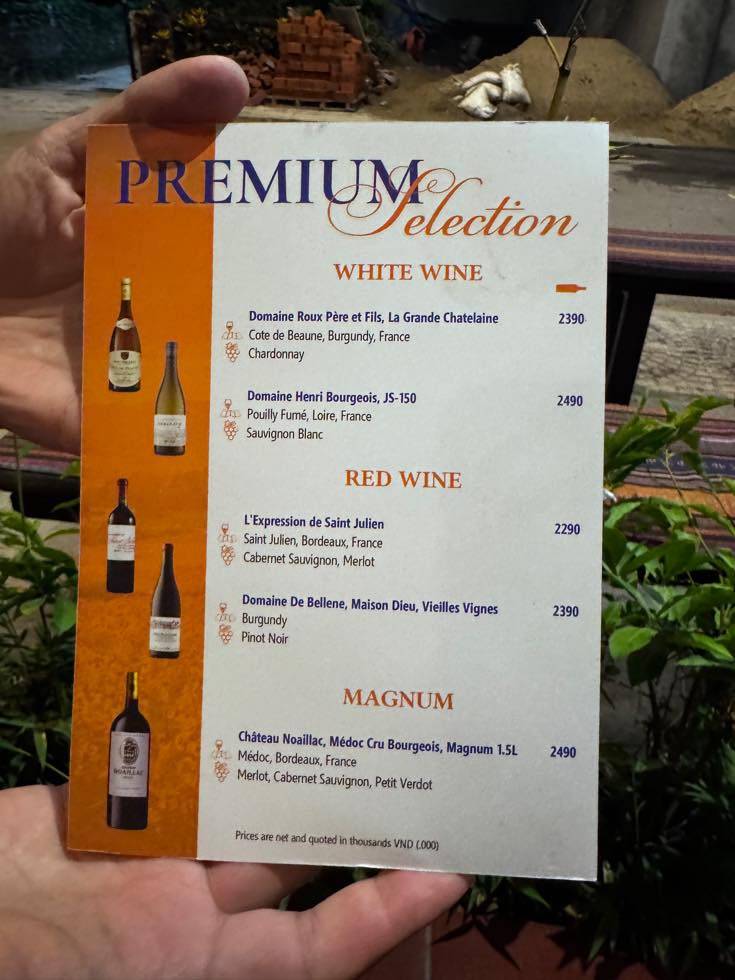 PREMIUM
Selection
WHITE WINE
Domaine Roux Père et Fils, La Grande Chatelaine 2390
Cote de Beaune, Burgundy, France
Chardonnay
Domaine Henri Bourgeois, JS-150 2490
Pouilly Fumé, Loire, France
Sauvignon Blanc
RED WINE
L'Expression de Saint Julien 2290
Saint Julien, Bordeaux, France
Cabernet Sauvignon, Merlot
Domaine De Bellene, Maison Dieu, Vieilles Vignes 2390
Burgundy
Pinot Noir
MAGNUM
Château Noaillac, Médoc Cru Bourgeois, Magnum 1.5L 2490
Médoc, Bordeaux, France
Merlot, Cabernet Sauvignon, Petit Verdot
NOAILLAC
Prices are net and quoted in thousands VND (.000)